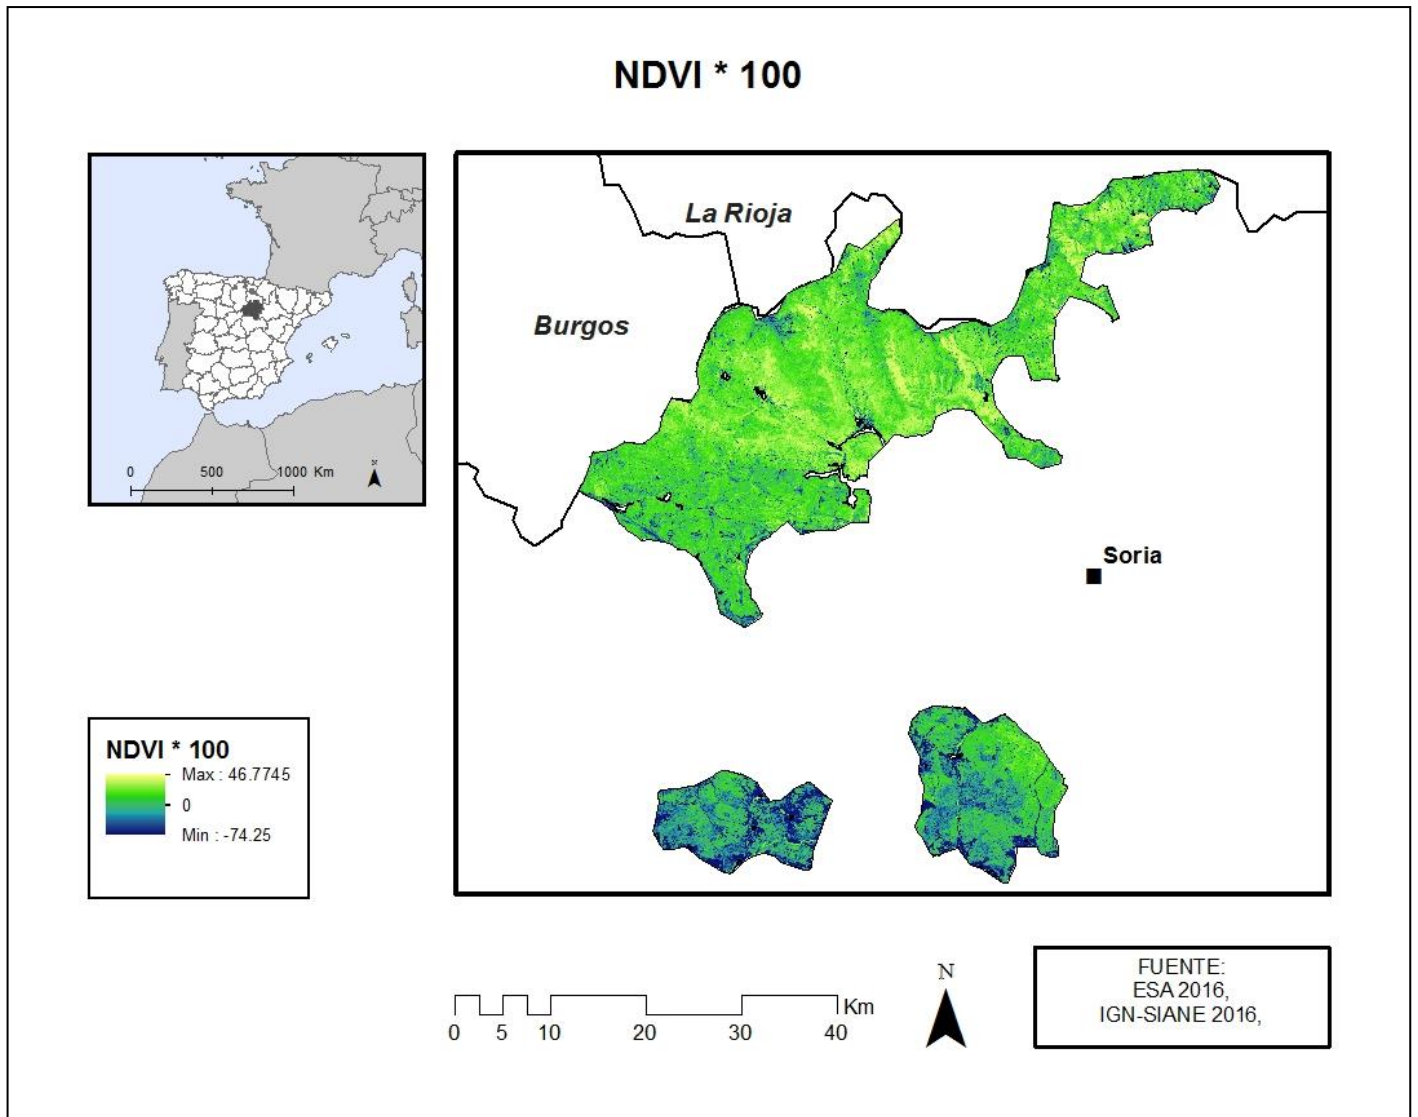 NDVI * 100
La Rioja
Burgos
Soria
0 500 1000 Km
N
NDVI * 100
Max : 46.7745
0
Min : -74.25
Km
0 5 10 20 30 40
N
FUENTE:
ESA 2016,
IGN-SIANE 2016,